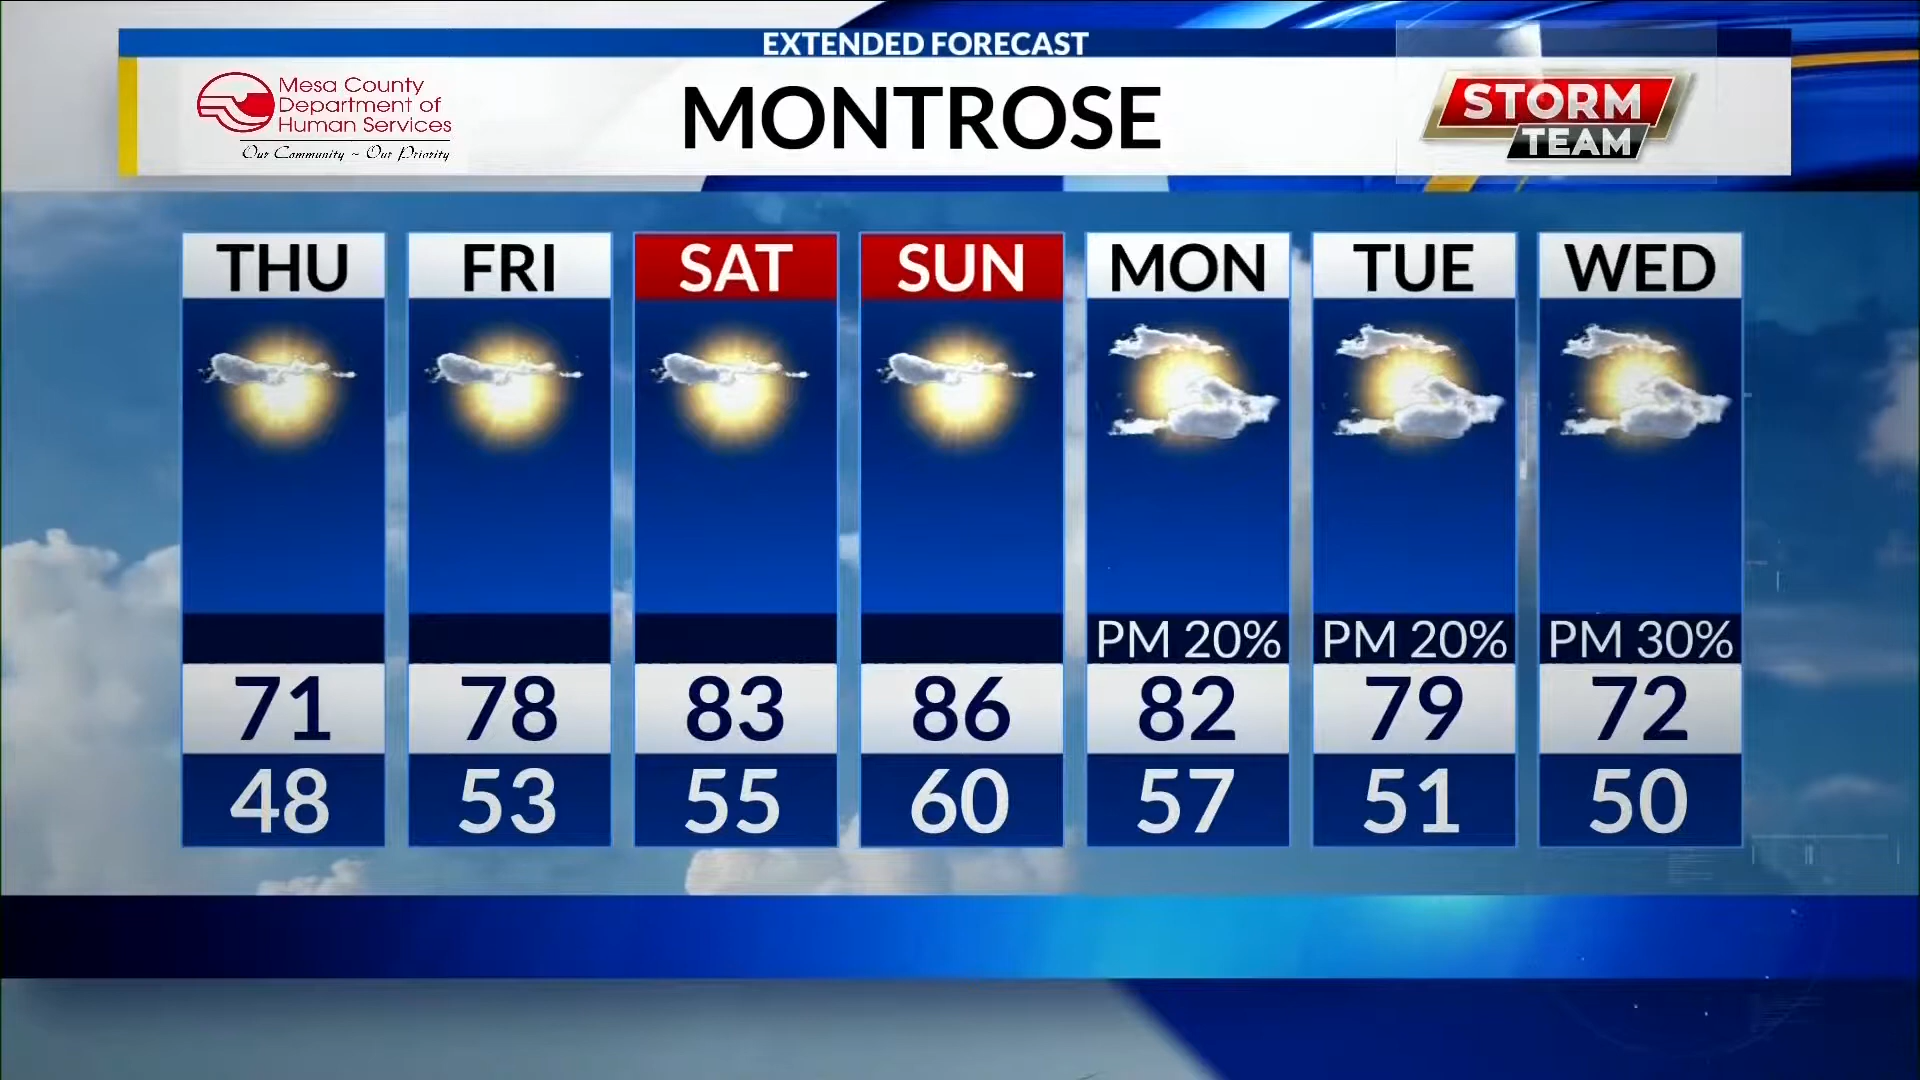 EXTENDED FORECAST
Mesa County
Department of
Human Services
Our Community ~ Our Priority
MONTROSE
STORM
TEAM
THU FRI SAT SUN MON TUE WED
PM 20% PM 20% PM 30%
71 78 83 86 82 79 72
48 53 55 60 57 51 50